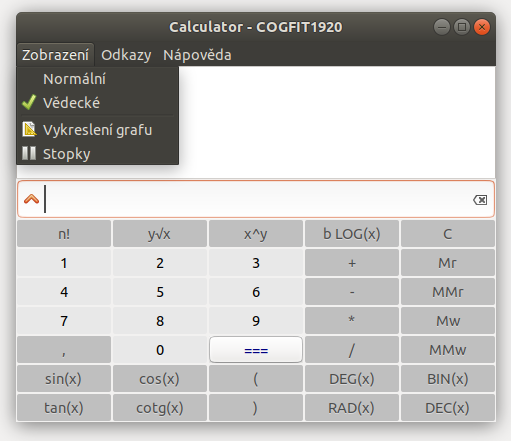 Calculator - COGFIT1920
Zobrazení Odkazy Nápověda
Normální
Vědecké
Vykreslení grafu
Stopky
n! y√x x^y b LOG(x) C
1 2 3 + Mr
4 5 6 - MMr
7 8 9 * Mw
, 0 === / MMw
sin(x) cos(x) ( DEG(x) BIN(x)
tan(x) cotg(x) ) RAD(x) DEC(x)